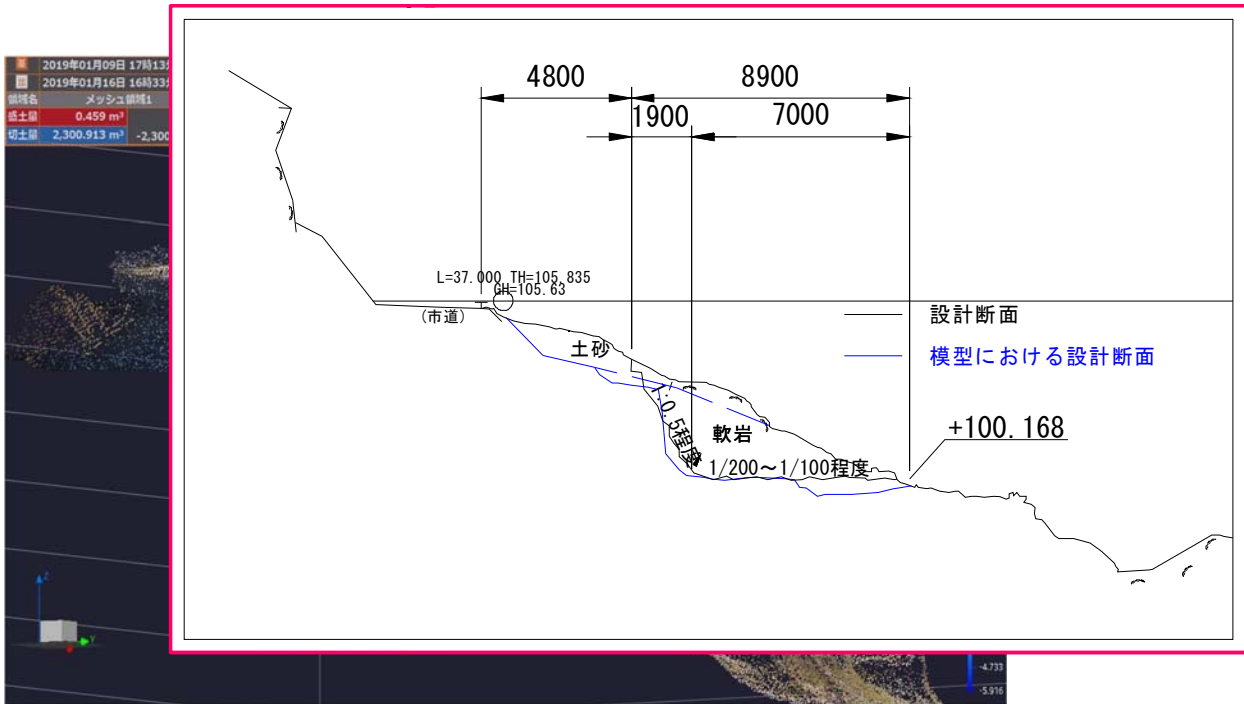 2019年01月09日 17時13
2019年01月16日 16時33
領域名 メッシュ領域1
盛土量 0.459 m³
切土量 2,300.913 m³ -2,300
4800 8900
1900 7000
L=37.000 TH=105.835
GH=105.63
(市道)
土砂
設計断面
模型における設計断面
1:0.5程度
軟岩
+100.168
1/200～1/100程度
Z
Y
-4.733
-5.916